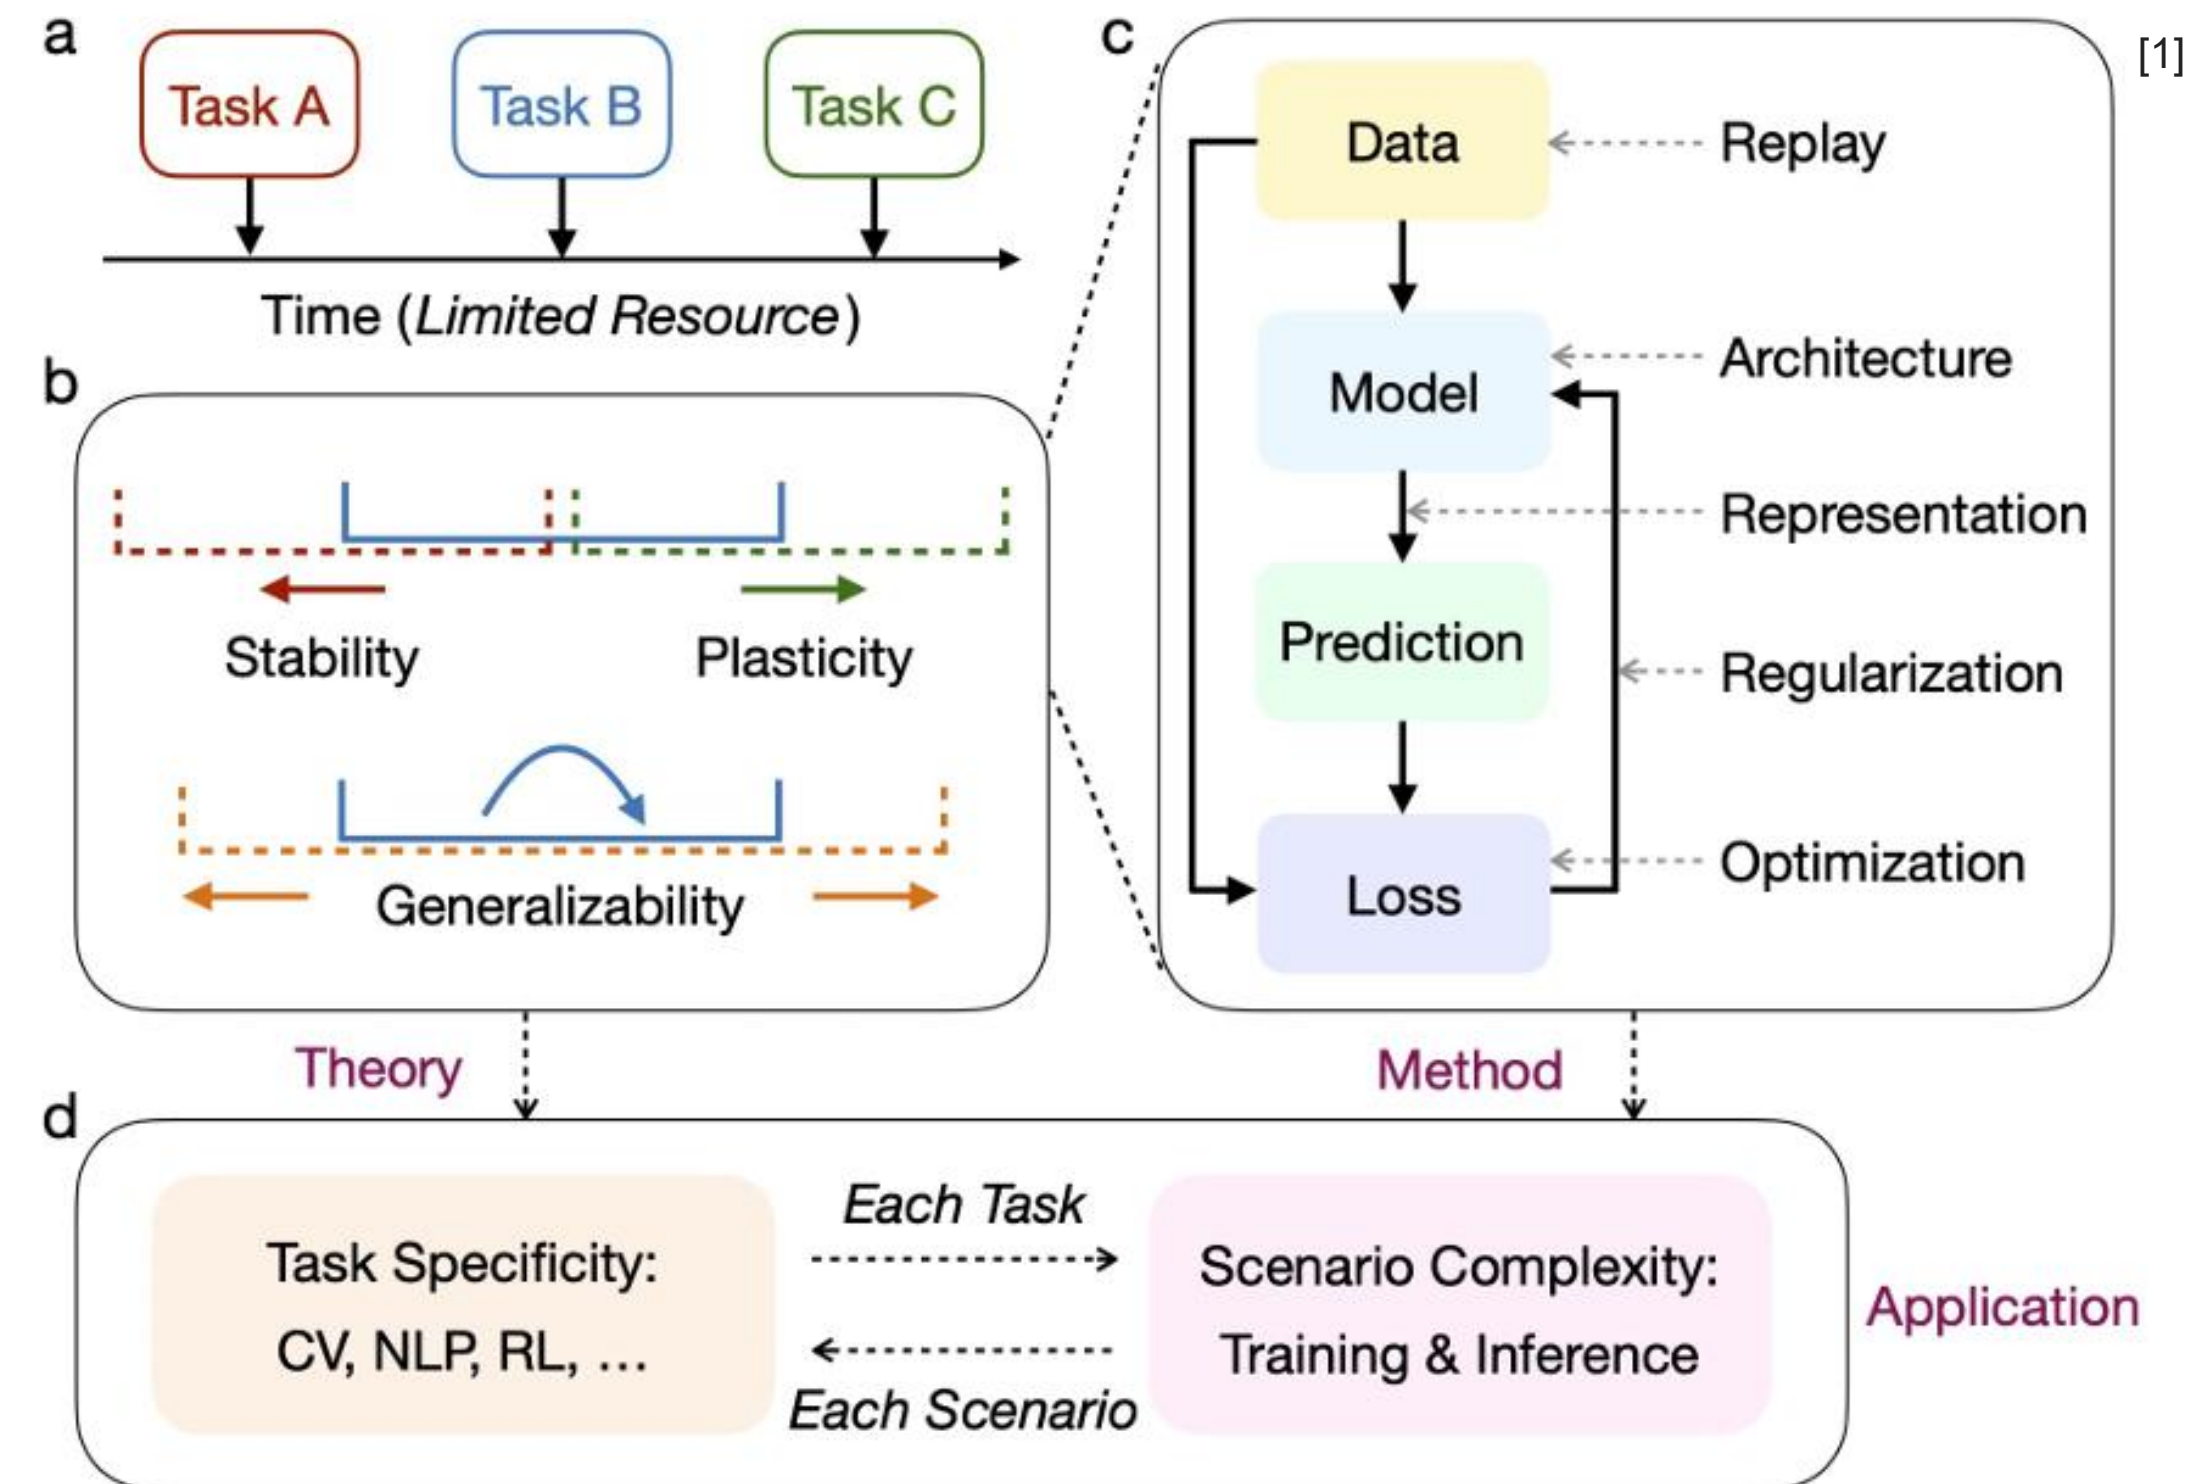 a
Task A
Task B
Task C
Time (Limited Resource)
b
Stability
Plasticity
Generalizability
c
[1]
Data
Replay
Model
Architecture
Representation
Prediction
Regularization
Loss
Optimization
Theory
Method
d
Task Specificity:
CV, NLP, RL, ...
Each Task
Each Scenario
Scenario Complexity:
Training & Inference
Application